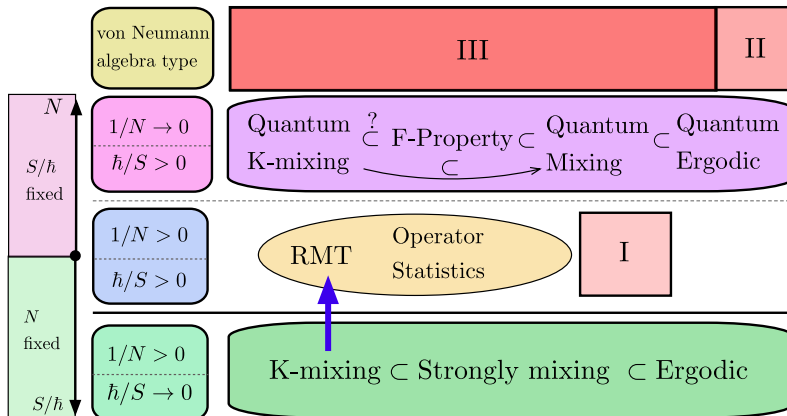 von Neumann
algebra type
III
II
N
S/ħ
fixed
1/N → 0
ħ/S > 0
Quantum
K-mixing
?
⊂
F-Property
⊂
⊂
Quantum
Mixing
⊂
Quantum
Ergodic
1/N > 0
ħ/S > 0
RMT
Operator
Statistics
I
N
fixed
S/ħ
1/N > 0
ħ/S → 0
K-mixing ⊂ Strongly mixing ⊂ Ergodic